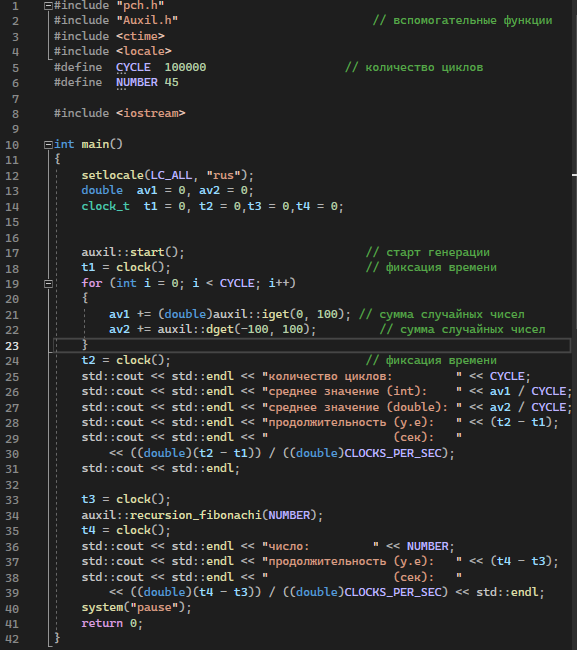 1 #include "pch.h"
2 #include "Auxil.h" // вспомогательные функции
3 #include <ctime>
4 #include <locale>
5 #define CYCLE 100000 // количество циклов
6 #define NUMBER 45
7
8 #include <iostream>
9
10 int main()
11 {
12 setlocale(LC_ALL, "rus");
13 double av1 = 0, av2 = 0;
14 clock_t t1 = 0, t2 = 0,t3 = 0,t4 = 0;
15
16
17 auxil::start(); // старт генерации
18 t1 = clock(); // фиксация времени
19 for (int i = 0; i < CYCLE; i++)
20 {
21 av1 += (double)auxil::iget(0, 100); // сумма случайных чисел
22 av2 += auxil::dget(-100, 100); // сумма случайных чисел
23 }
24 t2 = clock(); // фиксация времени
25 std::cout << std::endl << "количество циклов: " << CYCLE;
26 std::cout << std::endl << "среднее значение (int): " << av1 / CYCLE;
27 std::cout << std::endl << "среднее значение (double): " << av2 / CYCLE;
28 std::cout << std::endl << "продолжительность (у.е): " << (t2 - t1);
29 std::cout << std::endl << " (сек): "
30 << ((double)(t2 - t1)) / ((double)CLOCKS_PER_SEC);
31 std::cout << std::endl;
32
33 t3 = clock();
34 auxil::recursion_fibonachi(NUMBER);
35 t4 = clock();
36 std::cout << std::endl << "число: " << NUMBER;
37 std::cout << std::endl << "продолжительность (у.е): " << (t4 - t3);
38 std::cout << std::endl << " (сек): "
39 << ((double)(t4 - t3)) / ((double)CLOCKS_PER_SEC) << std::endl;
40 system("pause");
41 return 0;
42 }